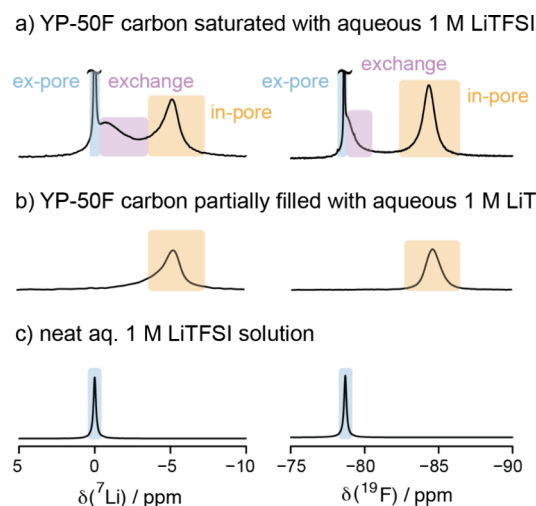 a) YP-50F carbon saturated with aqueous 1 M LiTFSI
ex-pore exchange in-pore
ex-pore exchange in-pore
b) YP-50F carbon partially filled with aqueous 1 M LiT
c) neat aq. 1 M LiTFSI solution
5 0 −5 −10
−75 −80 −85 −90
δ(⁷Li) / ppm
δ(¹⁹F) / ppm